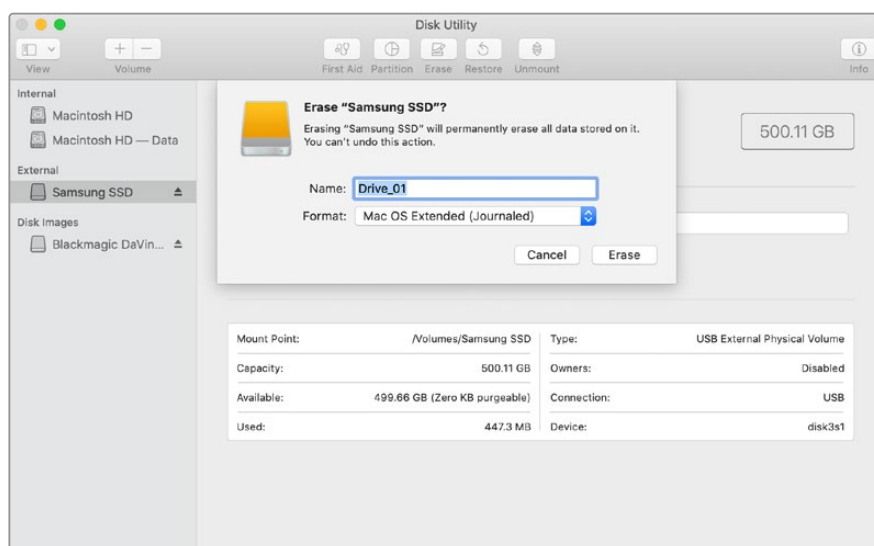 Disk Utility
View
Volume
First Aid
Partition
Erase
Restore
Unmount
Info
Internal
Macintosh HD
Macintosh HD — Data
External
Samsung SSD
Disk Images
Blackmagic DaVin...
Erase “Samsung SSD”?
Erasing “Samsung SSD” will permanently erase all data stored on it.
You can't undo this action.
Name: Drive_01
Format: Mac OS Extended (Journaled)
Cancel Erase
500.11 GB
Mount Point: /Volumes/Samsung SSD Type: USB External Physical Volume
Capacity: 500.11 GB Owners: Disabled
Available: 499.66 GB (Zero KB purgeable) Connection: USB
Used: 447.3 MB Device: disk3s1